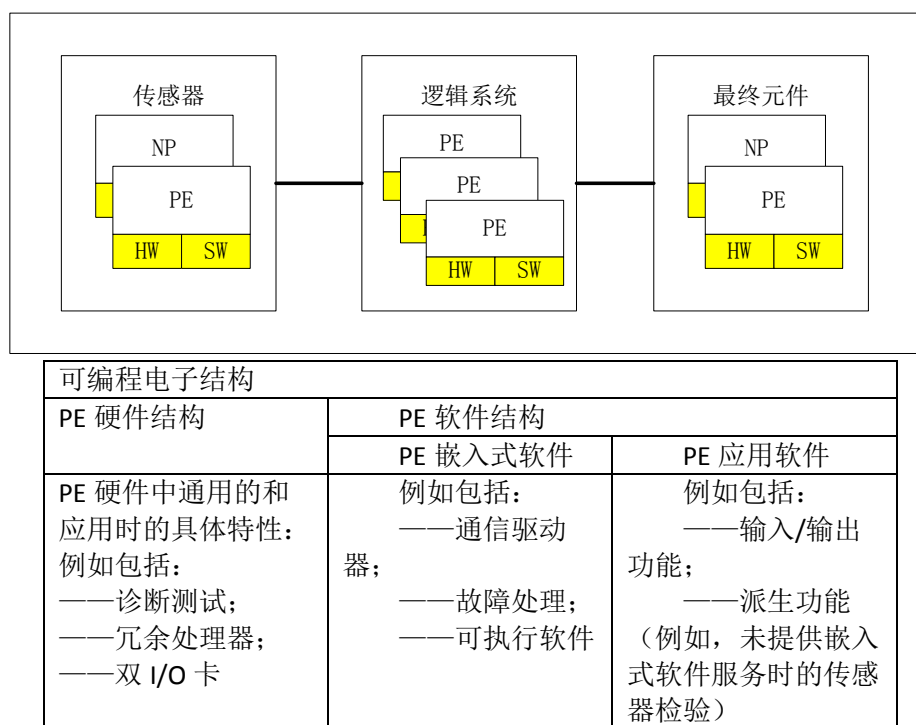 传感器
逻辑系统
最终元件
NP
PE
HW SW
PE
PE
PE
HW SW
NP
PE
HW SW
可编程电子结构
PE 硬件结构
PE 软件结构
PE 嵌入式软件
PE 应用软件
PE 硬件中通用的和
应用时的具体特性：
例如包括：
——诊断测试；
——冗余处理器；
——双 I/O 卡
例如包括：
——通信驱动
器；
——故障处理；
——可执行软件
例如包括：
——输入/输出
功能；
——派生功能
（例如，未提供嵌入
式软件服务时的传感
器检验）